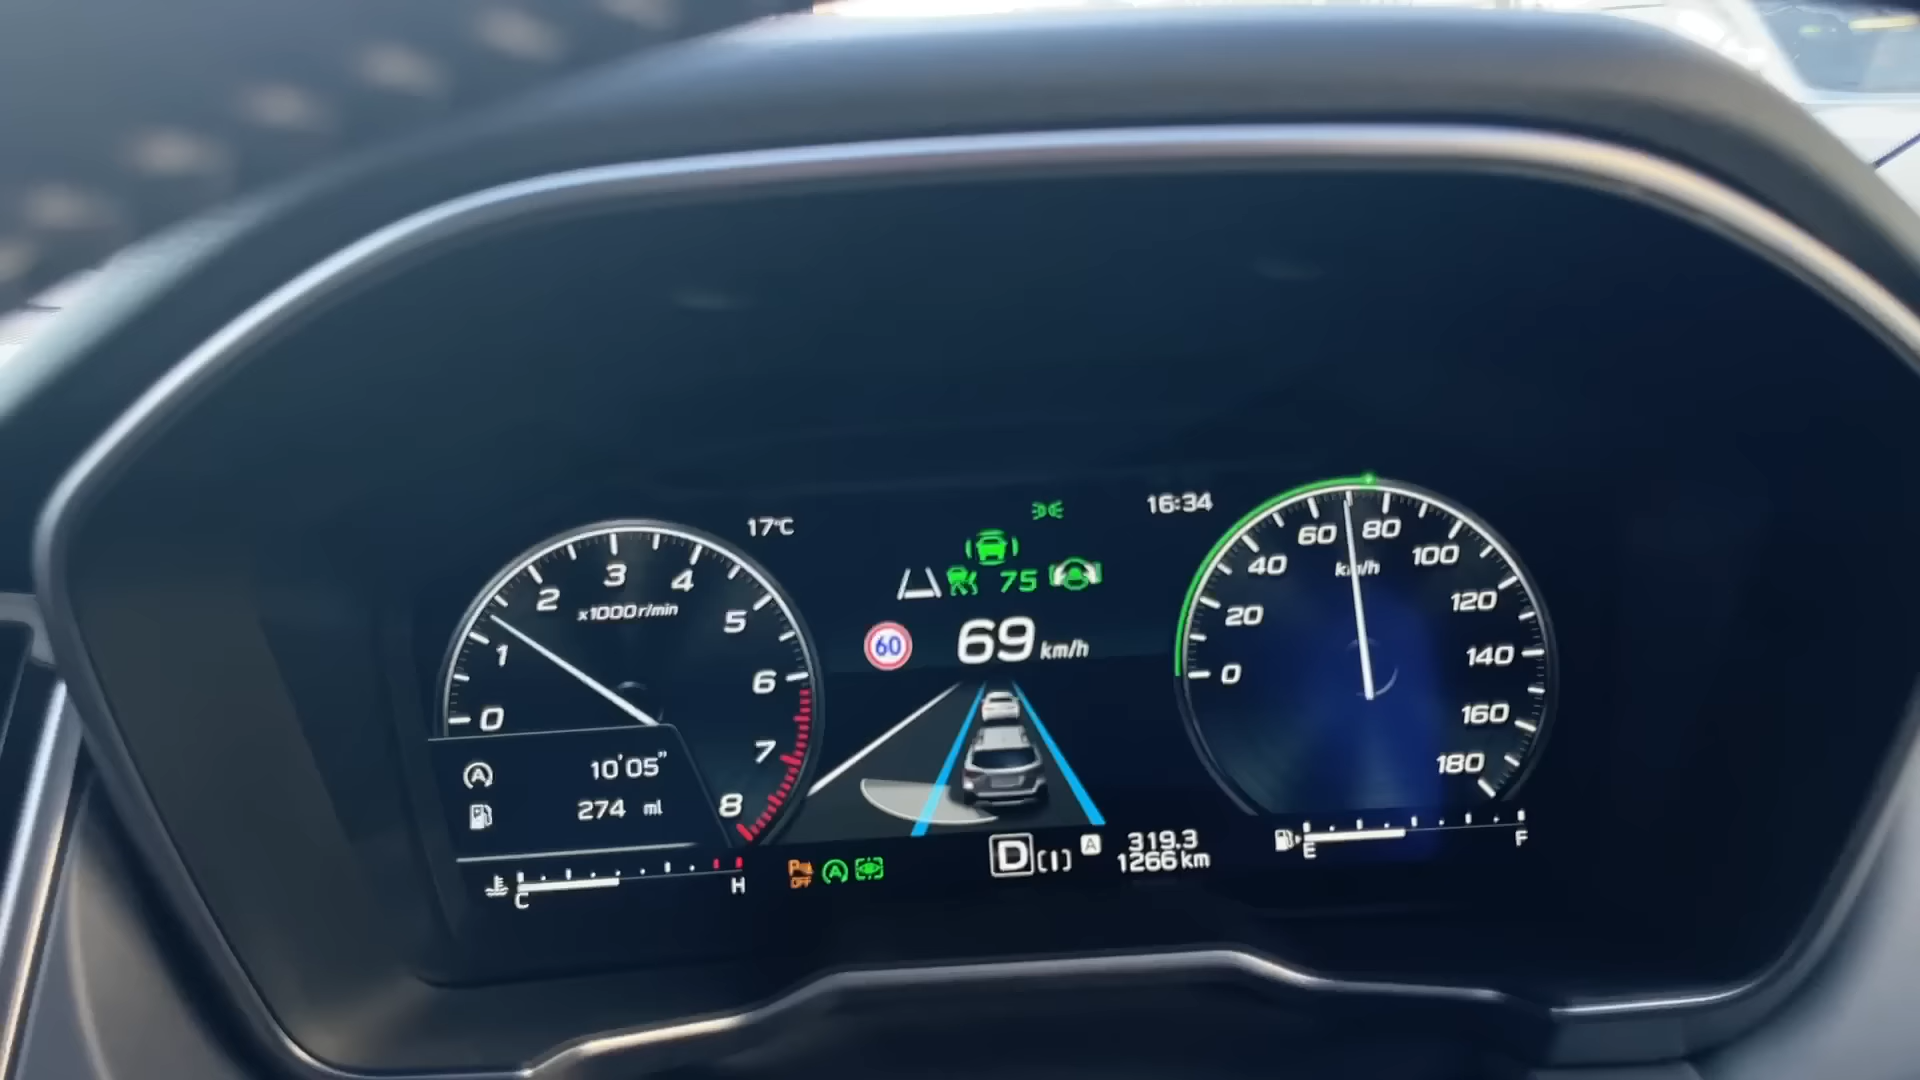 17°C
16:34
75
60
69 km/h
0
1
2
3
4
5
6
7
8
x1000r/min
0
20
40
60
80
100
120
140
160
180
km/h
A 10'05"
274 ml
C
H
P
OFF
A
D (I) A
319.3
1266 km
E
F